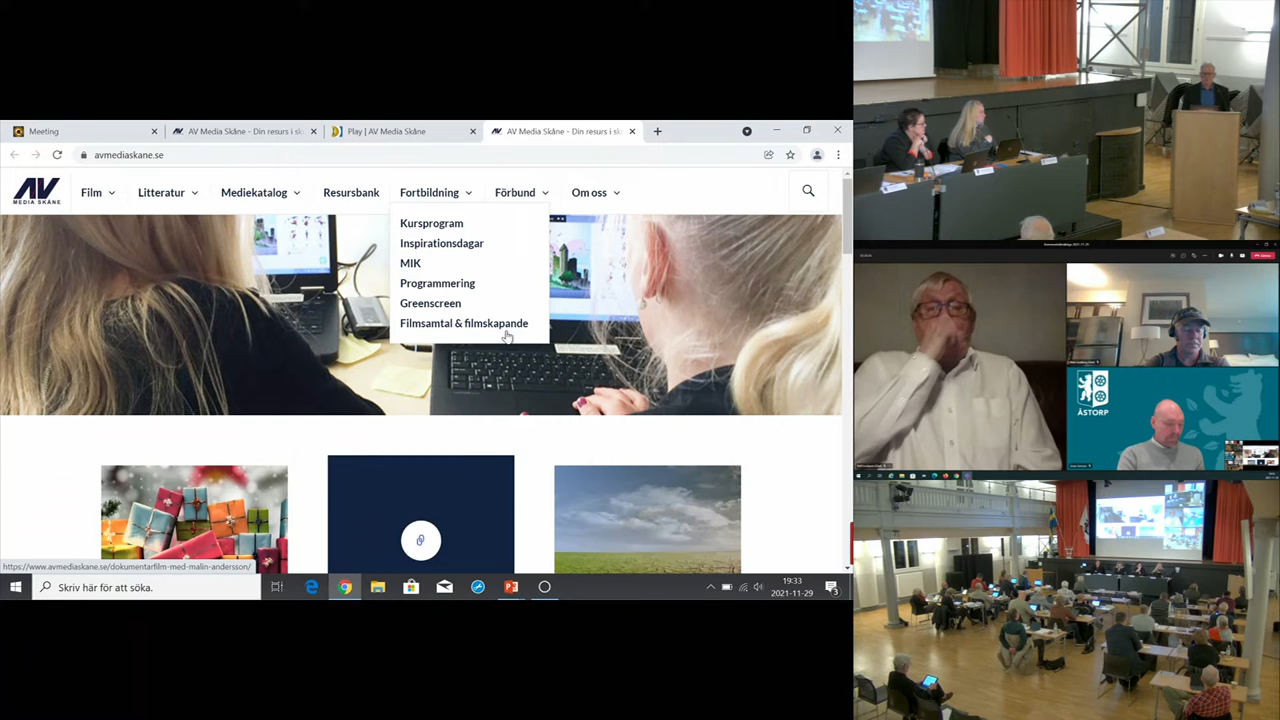 Meeting
AV Media Skåne - Din resurs i sk
Play | AV Media Skåne
AV Media Skåne - Din resurs i sk
avmediaskane.se
AV
MEDIA SKÅNE
Film
Litteratur
Mediekatalog
Resursbank
Fortbildning
Förbund
Om oss
Kursprogram
Inspirationsdagar
MIK
Programmering
Greenscreen
Filmsamtal & filmskapande
https://www.avmediaskane.se/dokumentarfilm-med-malin-andersson/
Skriv här för att söka.
19:33
2021-11-29
3
ÅSTORP